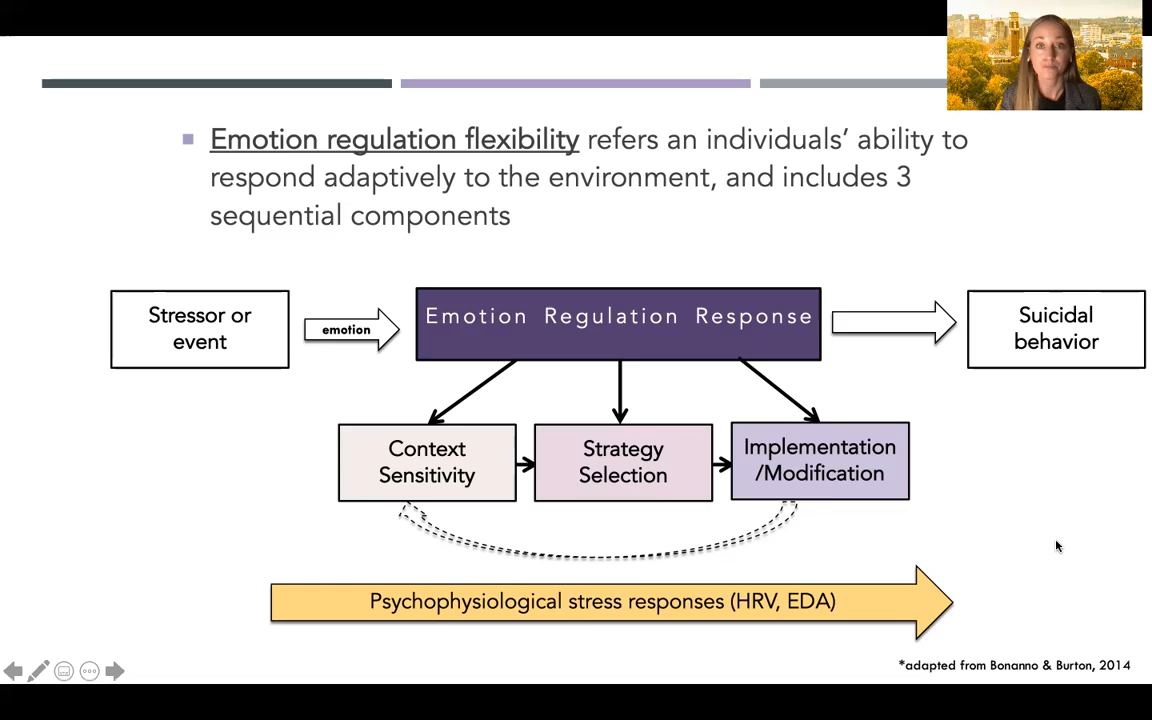 Emotion regulation flexibility refers an individuals’ ability to
respond adaptively to the environment, and includes 3
sequential components
Stressor or
event
emotion
Emotion Regulation Response
Suicidal
behavior
Context
Sensitivity
Strategy
Selection
Implementation
/Modification
Psychophysiological stress responses (HRV, EDA)
*adapted from Bonanno & Burton, 2014